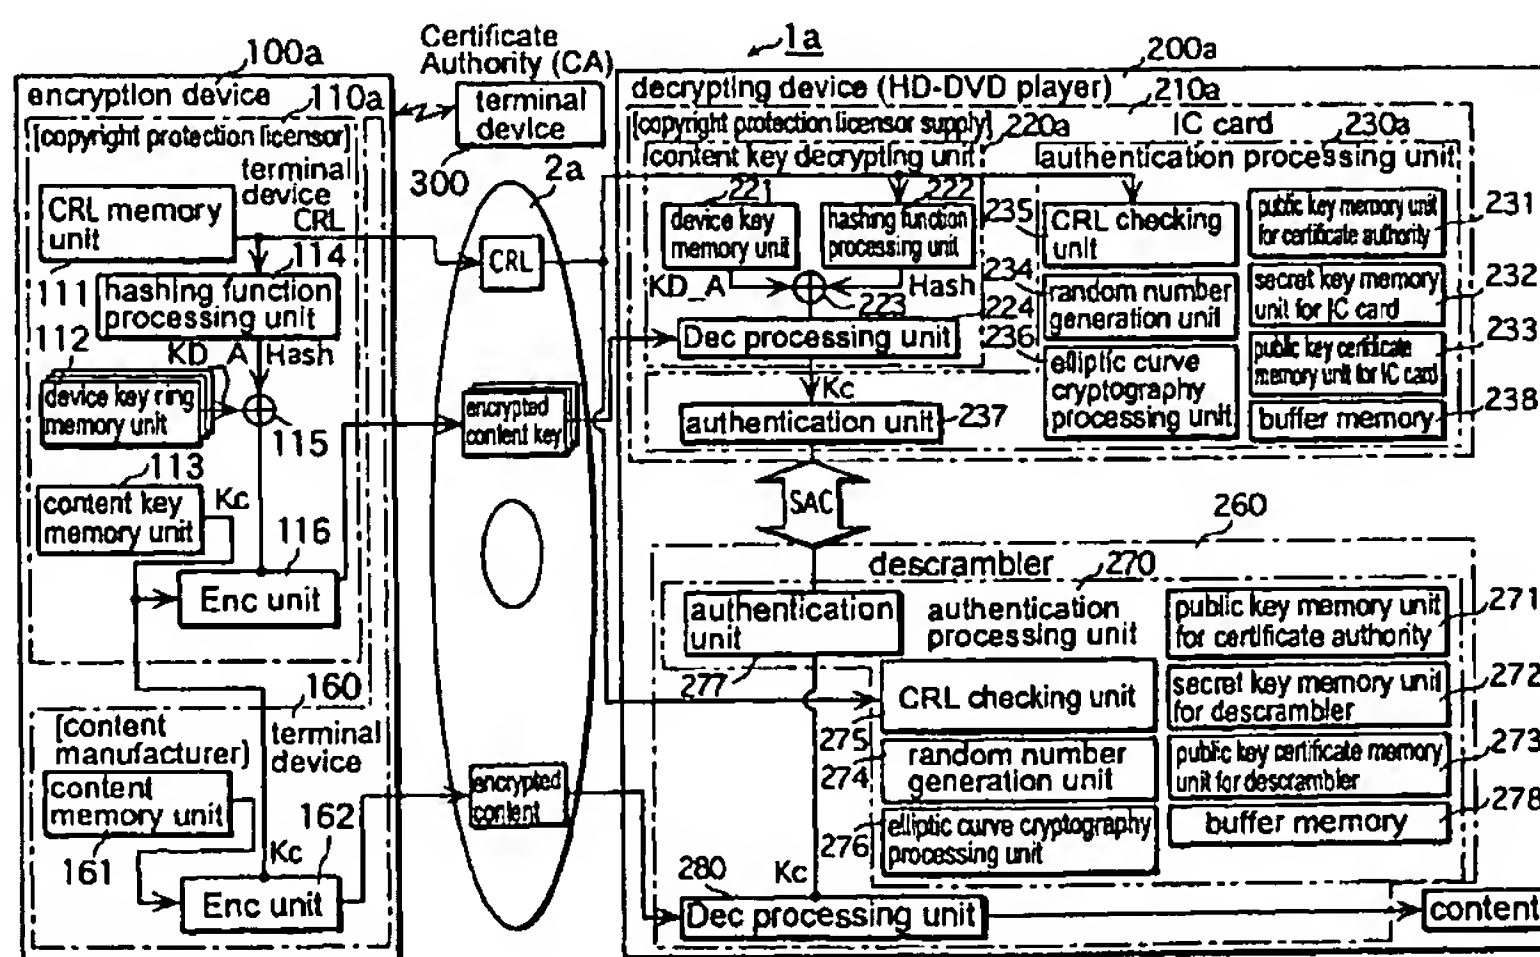 1a
100a
encryption device
110a
[copyright protection licensor]
terminal
device
CRL memory
unit
CRL
114
111
hashing function
processing unit
112
KD_A
Hash
device key ring
memory unit
115
113
content key
memory unit
Kc
116
Enc unit
160
[content
manufacturer]
terminal
device
content
memory unit
161
162
Kc
Enc unit
Certificate
Authority (CA)
terminal
device
300
2a
CRL
encrypted
content key
encrypted
content
200a
decrypting device (HD-DVD player)
210a
[copyright protection licensor supply]
220a
IC card
230a
content key decrypting unit
authentication processing unit
221
222
device key
memory unit
hashing function
processing unit
235
CRL checking
unit
public key memory unit
for certificate authority
231
KD_A
Hash
223
234
224
random number
generation unit
secret key memory
unit for IC card
232
Dec processing unit
236
elliptic curve
cryptography
processing unit
public key certificate
memory unit for IC card
233
Kc
authentication unit
237
buffer memory
238
SAC
260
descrambler
270
authentication
unit
277
authentication
processing unit
public key memory unit
for certificate authority
271
CRL checking unit
275
secret key memory unit
for descrambler
272
random number
generation unit
274
public key certificate memory
unit for descrambler
273
elliptic curve cryptography
processing unit
276
buffer memory
278
280
Kc
Dec processing unit
content